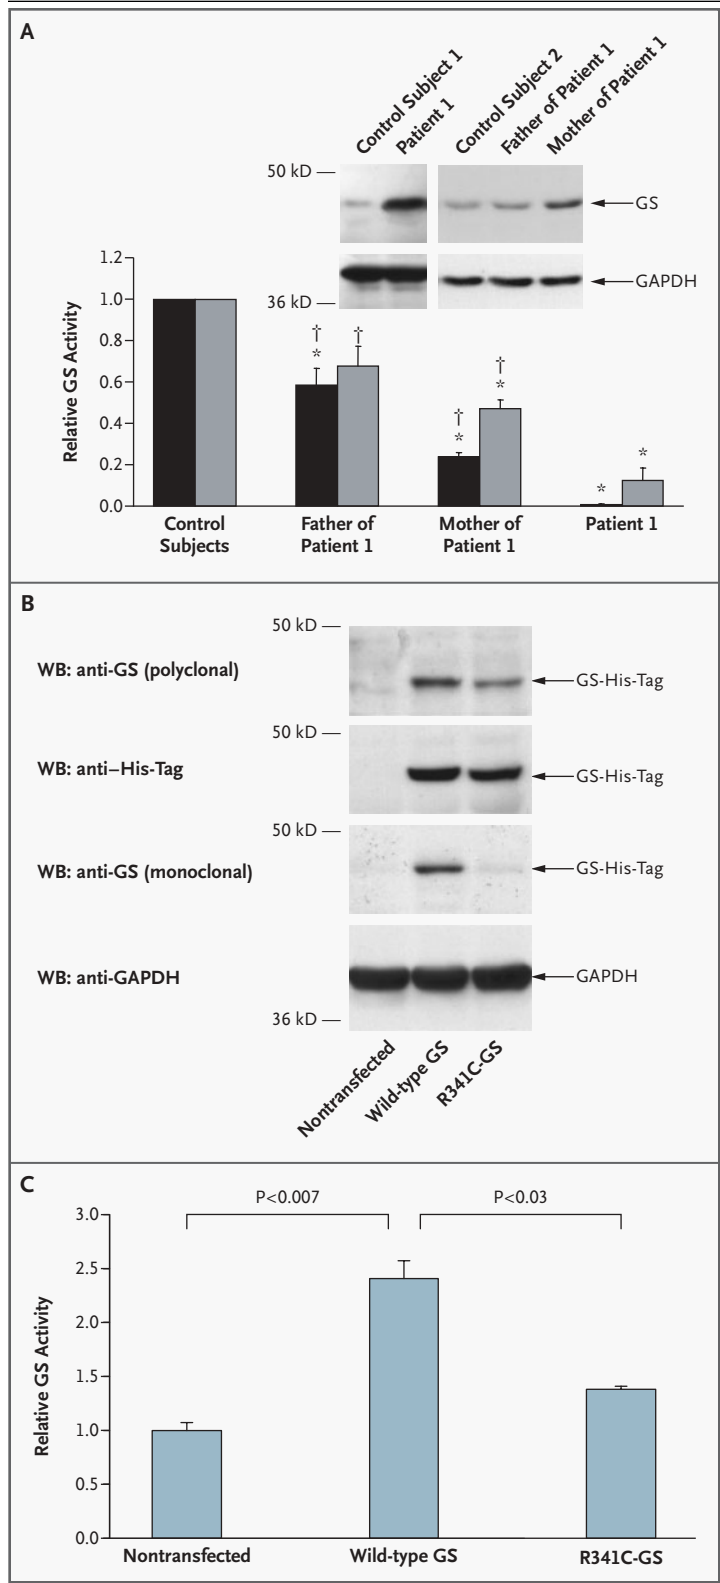 A
Control Subject 1
Patient 1
Control Subject 2
Father of Patient 1
Mother of Patient 1
50 kD
GS
GAPDH
36 kD
Relative GS Activity
1.2
1.0
0.8
0.6
0.4
0.2
0.0
†
*
†
†
*
†
*
*
*
Control
Subjects
Father of
Patient 1
Mother of
Patient 1
Patient 1
B
50 kD
WB: anti-GS (polyclonal)
GS-His-Tag
50 kD
WB: anti–His-Tag
GS-His-Tag
50 kD
WB: anti-GS (monoclonal)
GS-His-Tag
WB: anti-GAPDH
GAPDH
36 kD
Nontransfected
Wild-type GS
R341C-GS
C
P<0.007
P<0.03
Relative GS Activity
3.0
2.5
2.0
1.5
1.0
0.5
0.0
Nontransfected
Wild-type GS
R341C-GS